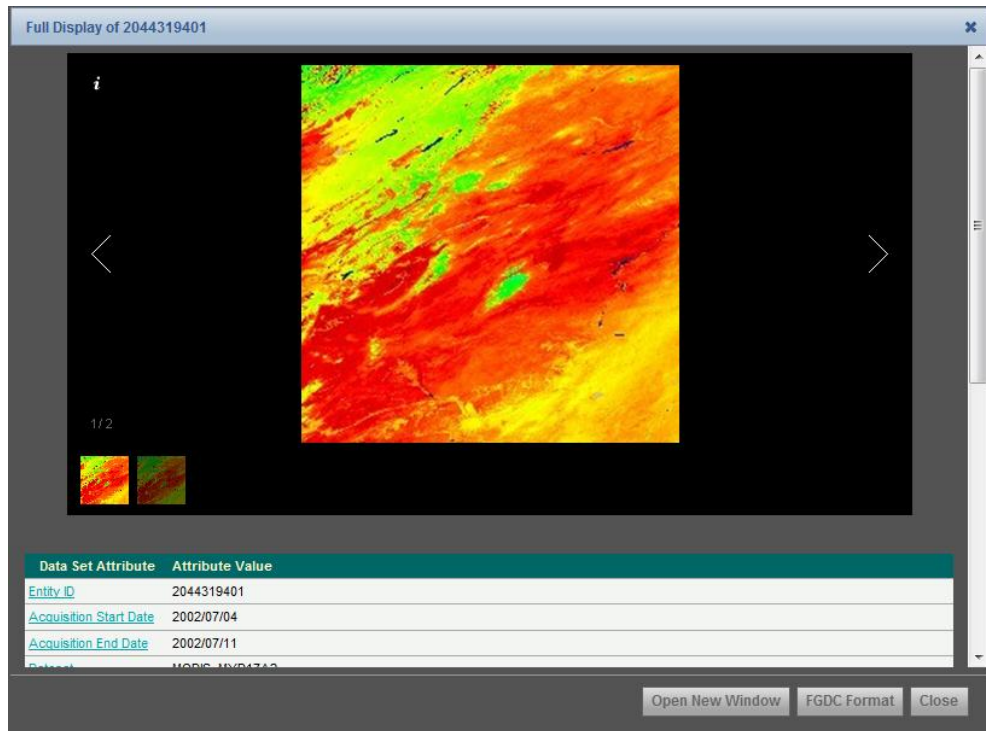 Full Display of 2044319401
i
1/2
Data Set Attribute Attribute Value
Entity ID 2044319401
Acquisition Start Date 2002/07/04
Acquisition End Date 2002/07/11
Dataset
Open New Window FGDC Format Close